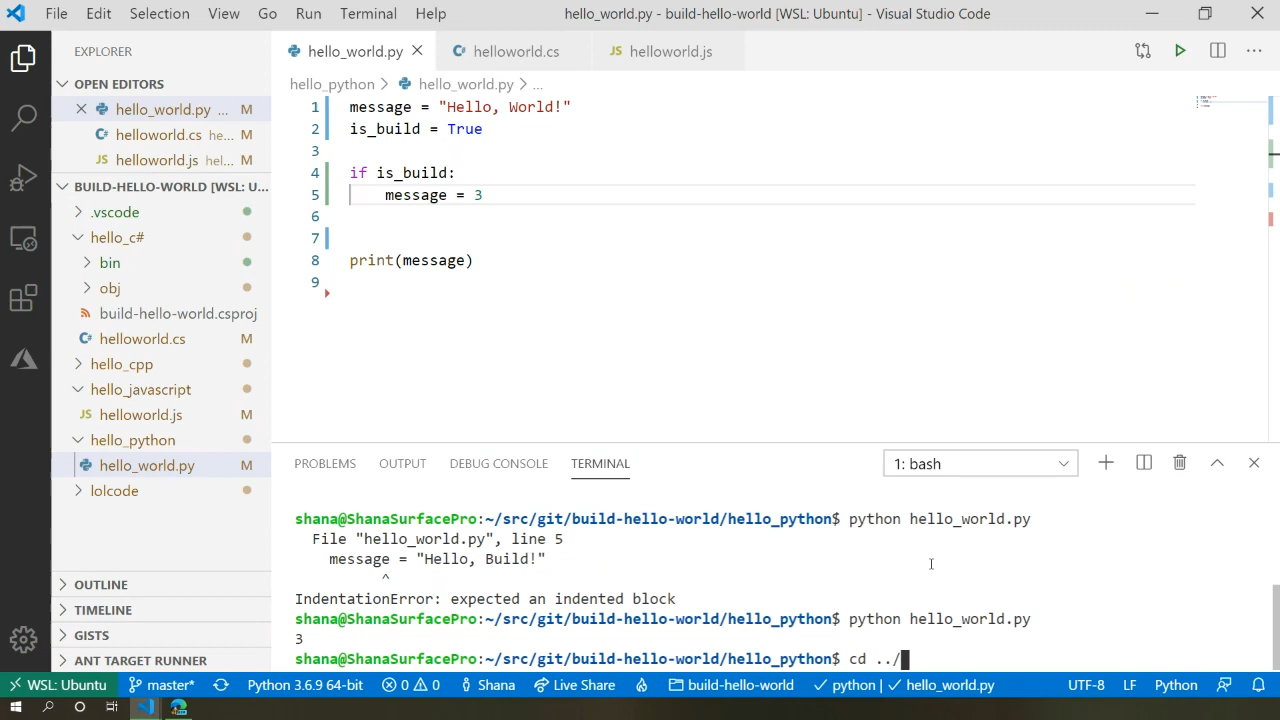 File Edit Selection View Go Run Terminal Help hello_world.py - build-hello-world [WSL: Ubuntu] - Visual Studio Code
EXPLORER
OPEN EDITORS
hello_world.py ... M
helloworld.cs he... M
helloworld.js hel... M
BUILD-HELLO-WORLD [WSL: U...
.vscode
hello_c#
bin
obj
build-hello-world.csproj
helloworld.cs M
hello_cpp
hello_javascript
JS helloworld.js M
hello_python
hello_world.py M
lolcode
OUTLINE
TIMELINE
GISTS
ANT TARGET RUNNER
hello_world.py helloworld.cs JS helloworld.js
hello_python > hello_world.py > ...
1 message = "Hello, World!"
2 is_build = True
3
4 if is_build:
5 message = 3
6
7
8 print(message)
9
PROBLEMS OUTPUT DEBUG CONSOLE TERMINAL 1: bash
shana@ShanaSurfacePro:~/src/git/build-hello-world/hello_python$ python hello_world.py
File "hello_world.py", line 5
message = "Hello, Build!"
^
IndentationError: expected an indented block
shana@ShanaSurfacePro:~/src/git/build-hello-world/hello_python$ python hello_world.py
3
shana@ShanaSurfacePro:~/src/git/build-hello-world/hello_python$ cd ../
WSL: Ubuntu master* Python 3.6.9 64-bit 0 0 Shana Live Share build-hello-world python | hello_world.py UTF-8 LF Python